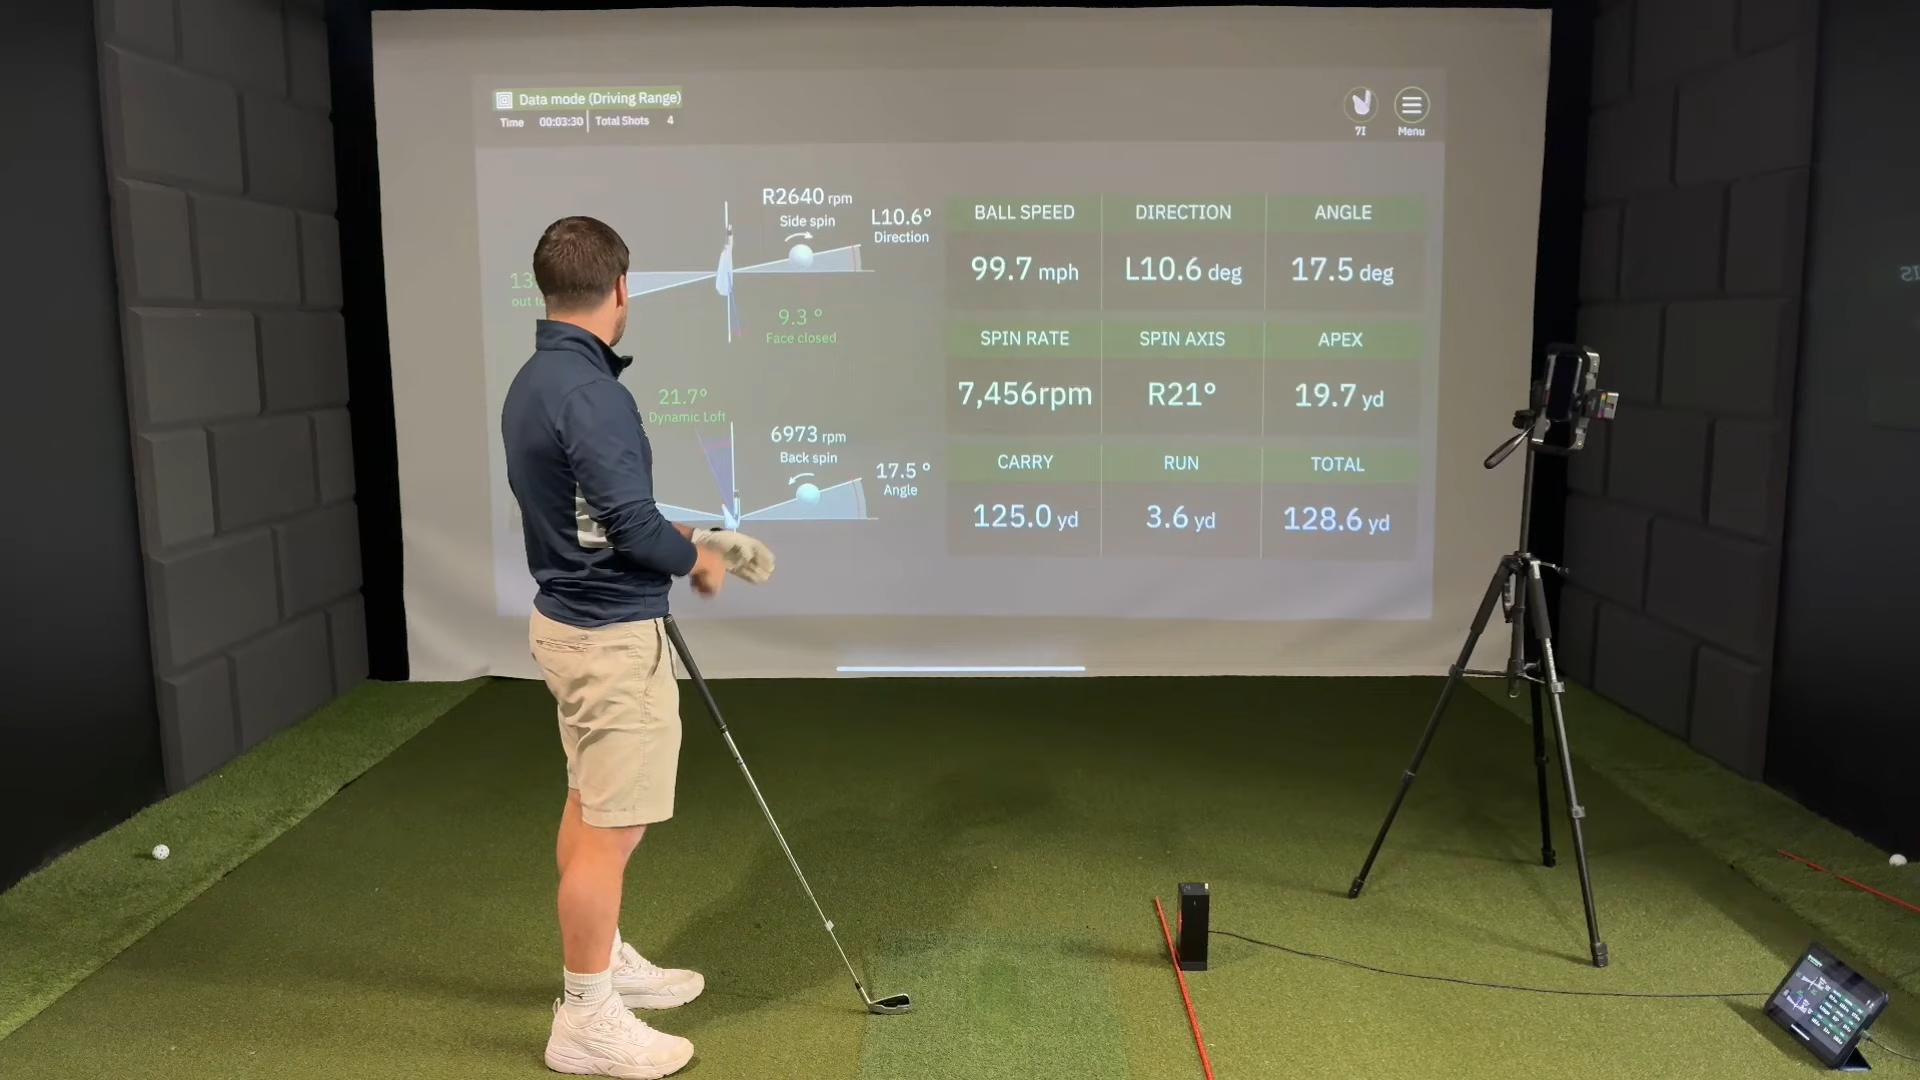 Data mode (Driving Range)
Time 00:03:30 Total Shots 4
7I
Menu
R2640 rpm
Side spin
L10.6°
Direction
13.
out to
9.3 °
Face closed
21.7°
Dynamic Loft
6973 rpm
Back spin
17.5 °
Angle
BALL SPEED DIRECTION ANGLE
99.7 mph L10.6 deg 17.5 deg
SPIN RATE SPIN AXIS APEX
7,456rpm R21° 19.7 yd
CARRY RUN TOTAL
125.0 yd 3.6 yd 128.6 yd